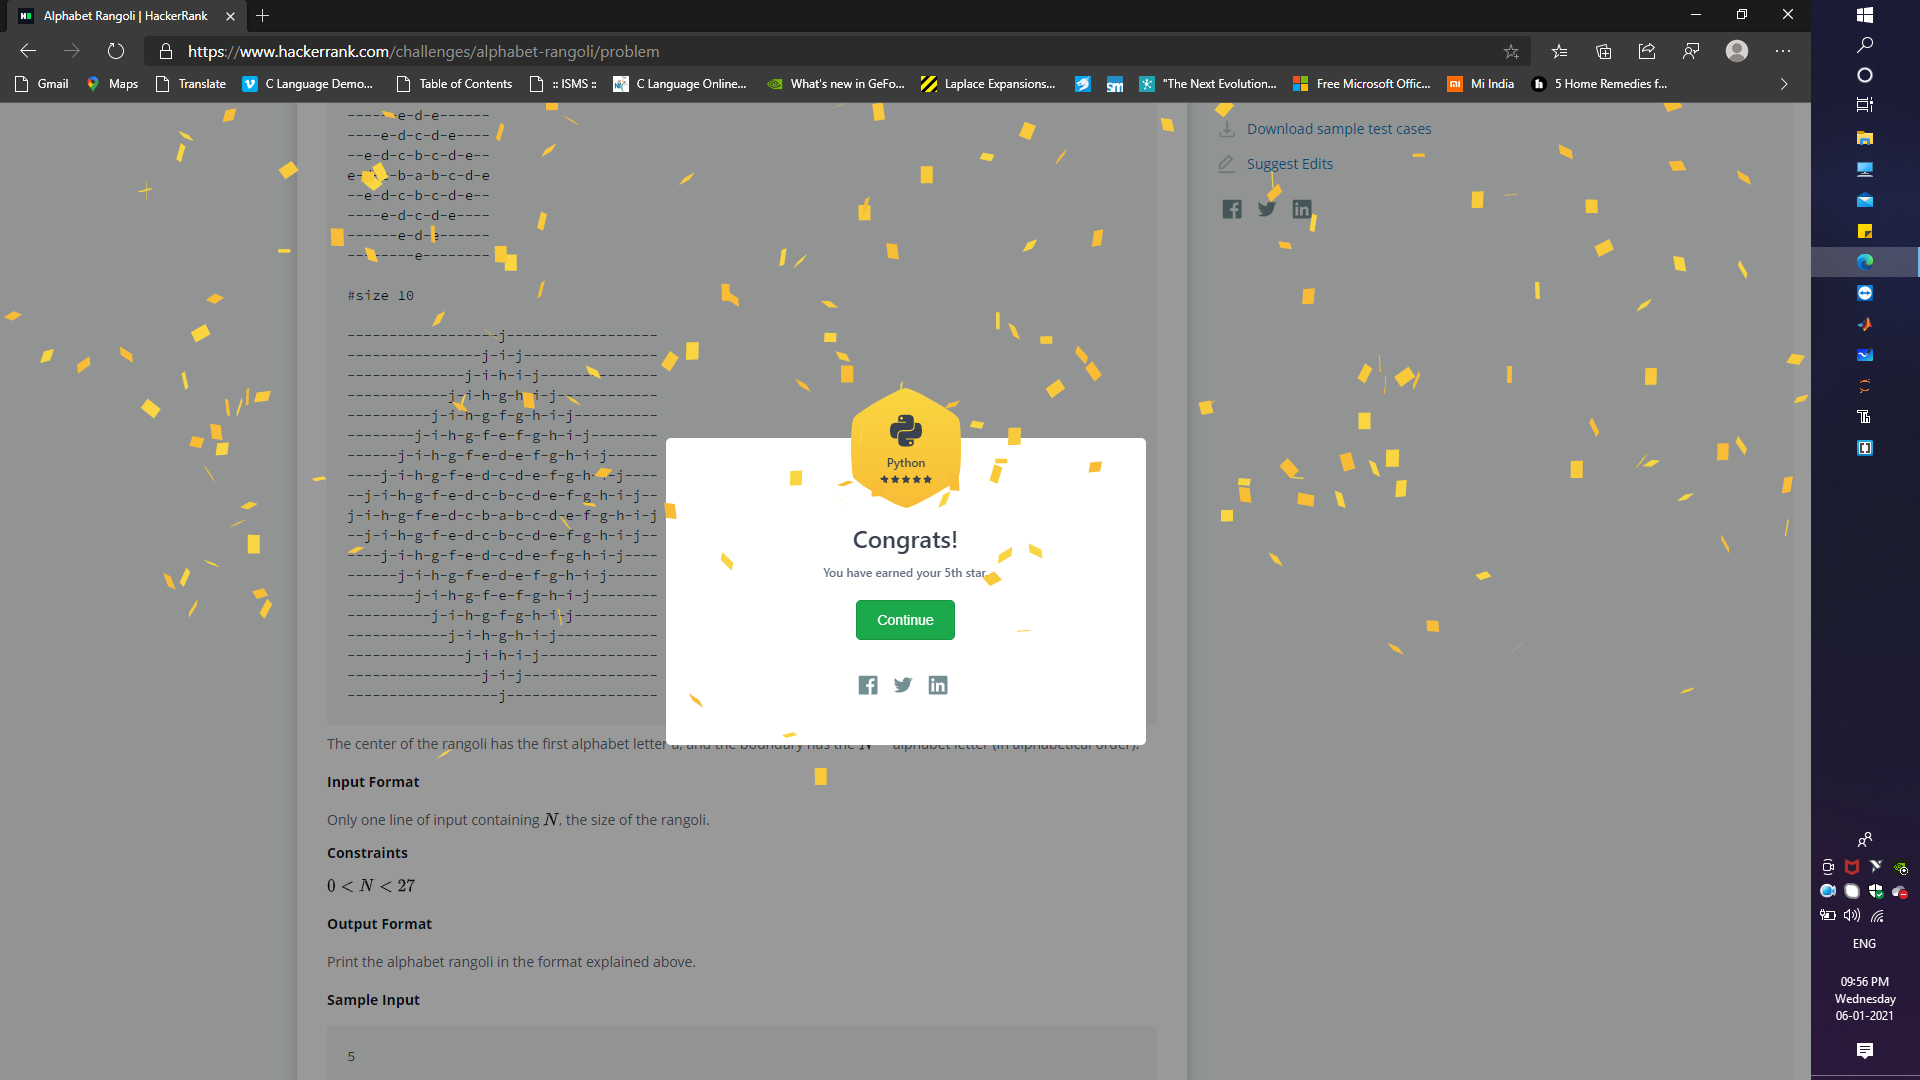 Alphabet Rangoli | HackerRank
https://www.hackerrank.com/challenges/alphabet-rangoli/problem
Gmail Maps Translate C Language Demo... Table of Contents :: ISMS :: C Language Online... What's new in GeFo... Laplace Expansions... sm "The Next Evolution... Free Microsoft Offic... Mi India 5 Home Remedies f...
------e-d-e------
----e-d-c-d-e----
--e-d-c-b-c-d-e--
e-d-c-b-a-b-c-d-e
--e-d-c-b-c-d-e--
----e-d-c-d-e----
------e-d-e------
--------e--------
#size 10
------------------j------------------
----------------j-i-j----------------
--------------j-i-h-i-j--------------
------------j-i-h-g-h-i-j------------
----------j-i-h-g-f-g-h-i-j----------
--------j-i-h-g-f-e-f-g-h-i-j--------
------j-i-h-g-f-e-d-e-f-g-h-i-j------
----j-i-h-g-f-e-d-c-d-e-f-g-h-i-j----
--j-i-h-g-f-e-d-c-b-c-d-e-f-g-h-i-j--
j-i-h-g-f-e-d-c-b-a-b-c-d-e-f-g-h-i-j
--j-i-h-g-f-e-d-c-b-c-d-e-f-g-h-i-j--
----j-i-h-g-f-e-d-c-d-e-f-g-h-i-j----
------j-i-h-g-f-e-d-e-f-g-h-i-j------
--------j-i-h-g-f-e-f-g-h-i-j--------
----------j-i-h-g-f-g-h-i-j----------
------------j-i-h-g-h-i-j------------
--------------j-i-h-i-j--------------
----------------j-i-j----------------
------------------j------------------
The center of the rangoli has the first alphabet letter a, and the boundary has the N alphabet letter (in alphabetical order).
Input Format
Only one line of input containing N, the size of the rangoli.
Constraints
0 < N < 27
Output Format
Print the alphabet rangoli in the format explained above.
Sample Input
5
Download sample test cases
Suggest Edits
Python
Congrats!
You have earned your 5th star
Continue
ENG
09:56 PM
Wednesday
06-01-2021